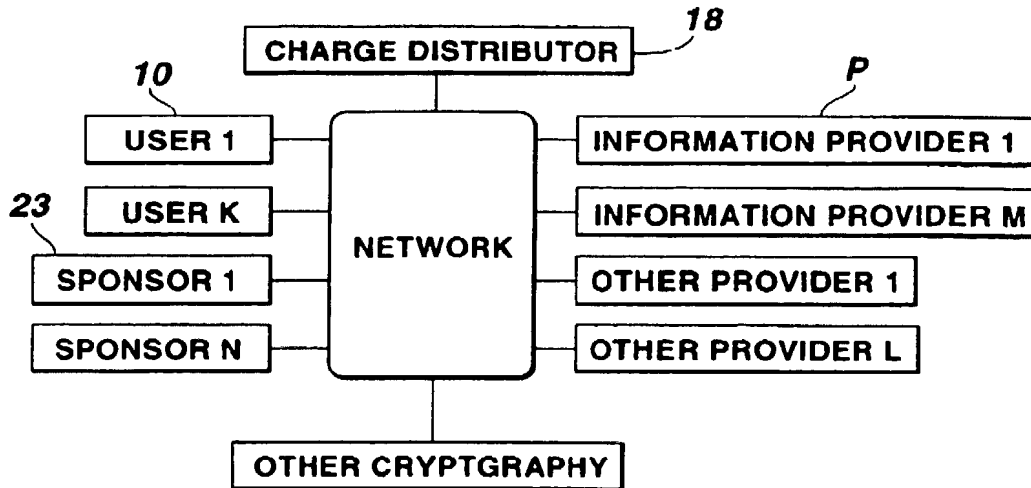 18
CHARGE DISTRIBUTOR
10
P
USER 1
INFORMATION PROVIDER 1
23
USER K
INFORMATION PROVIDER M
NETWORK
SPONSOR 1
OTHER PROVIDER 1
SPONSOR N
OTHER PROVIDER L
OTHER CRYPTGRAPHY